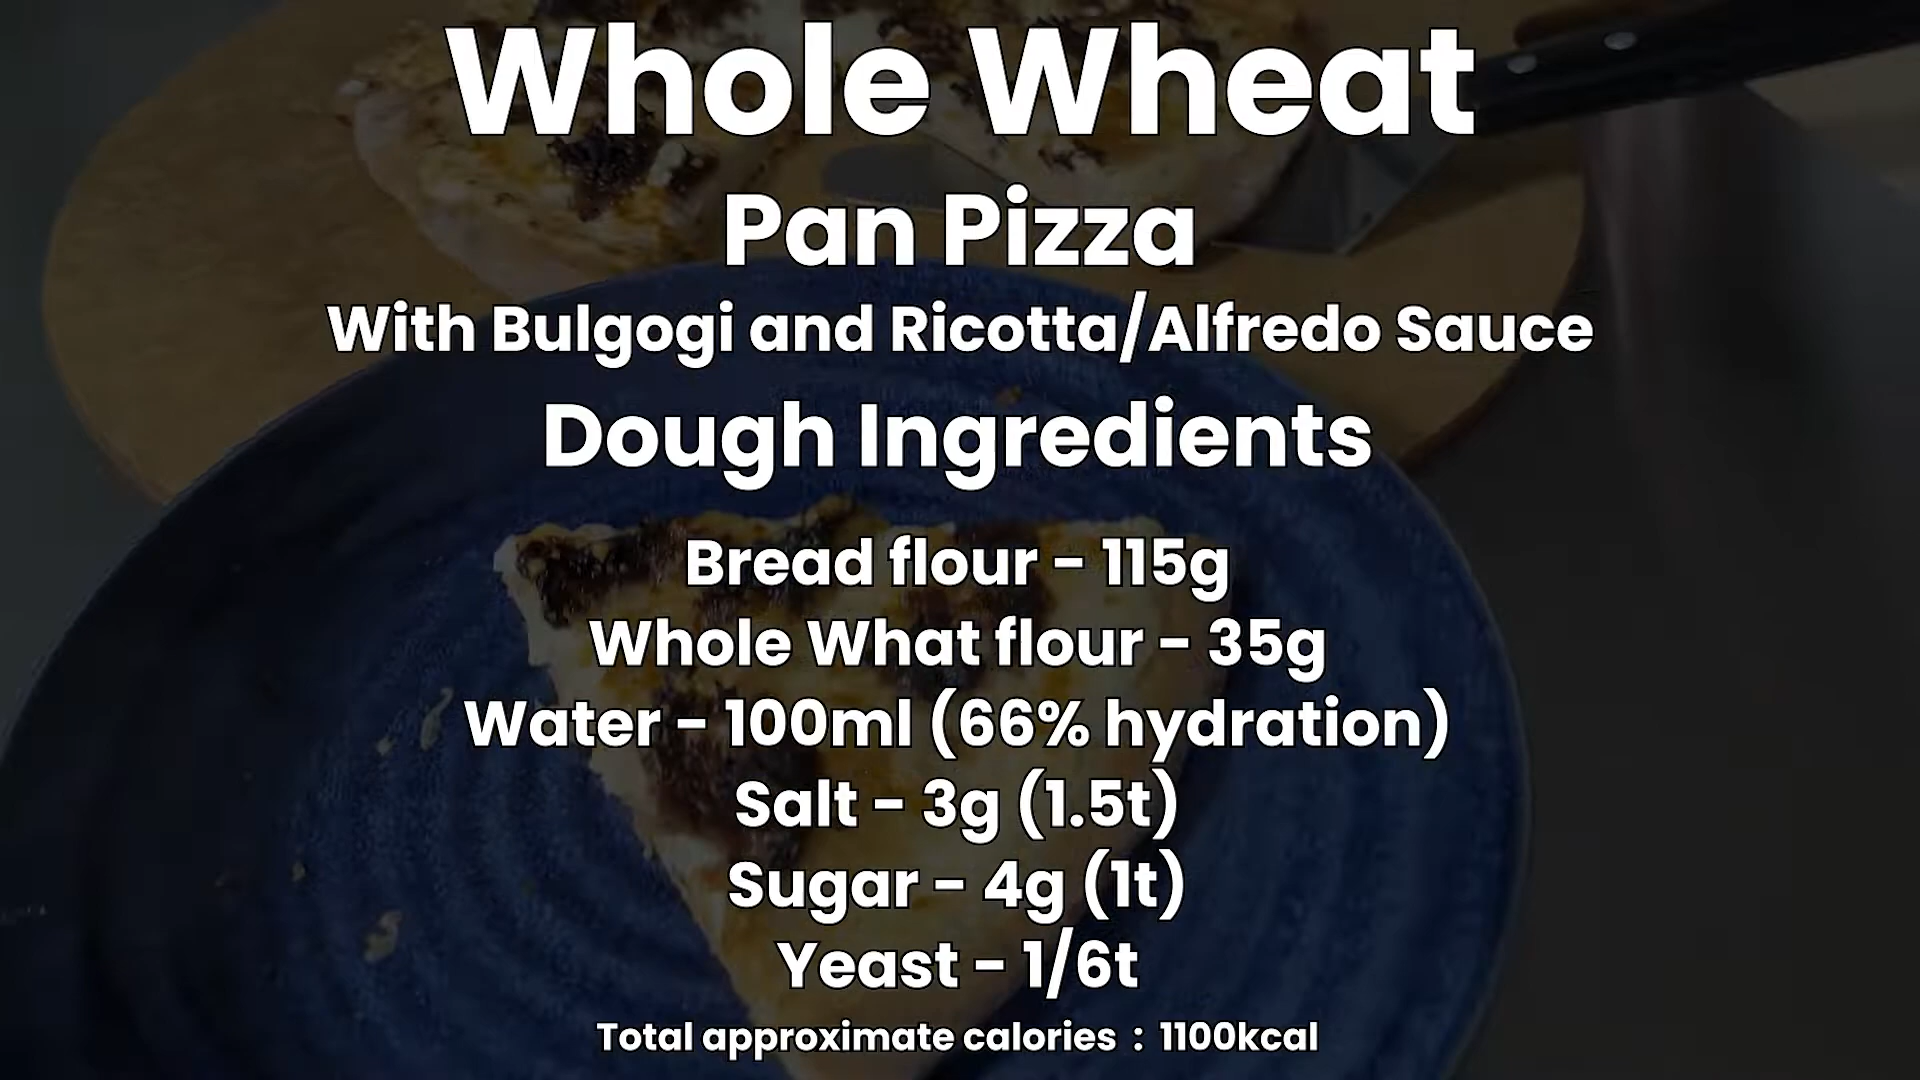 Whole Wheat
Pan Pizza
With Bulgogi and Ricotta/Alfredo Sauce
Dough Ingredients
Bread flour - 115g
Whole What flour - 35g
Water - 100ml (66% hydration)
Salt - 3g (1.5t)
Sugar - 4g (1t)
Yeast - 1/6t
Total approximate calories : 1100kcal